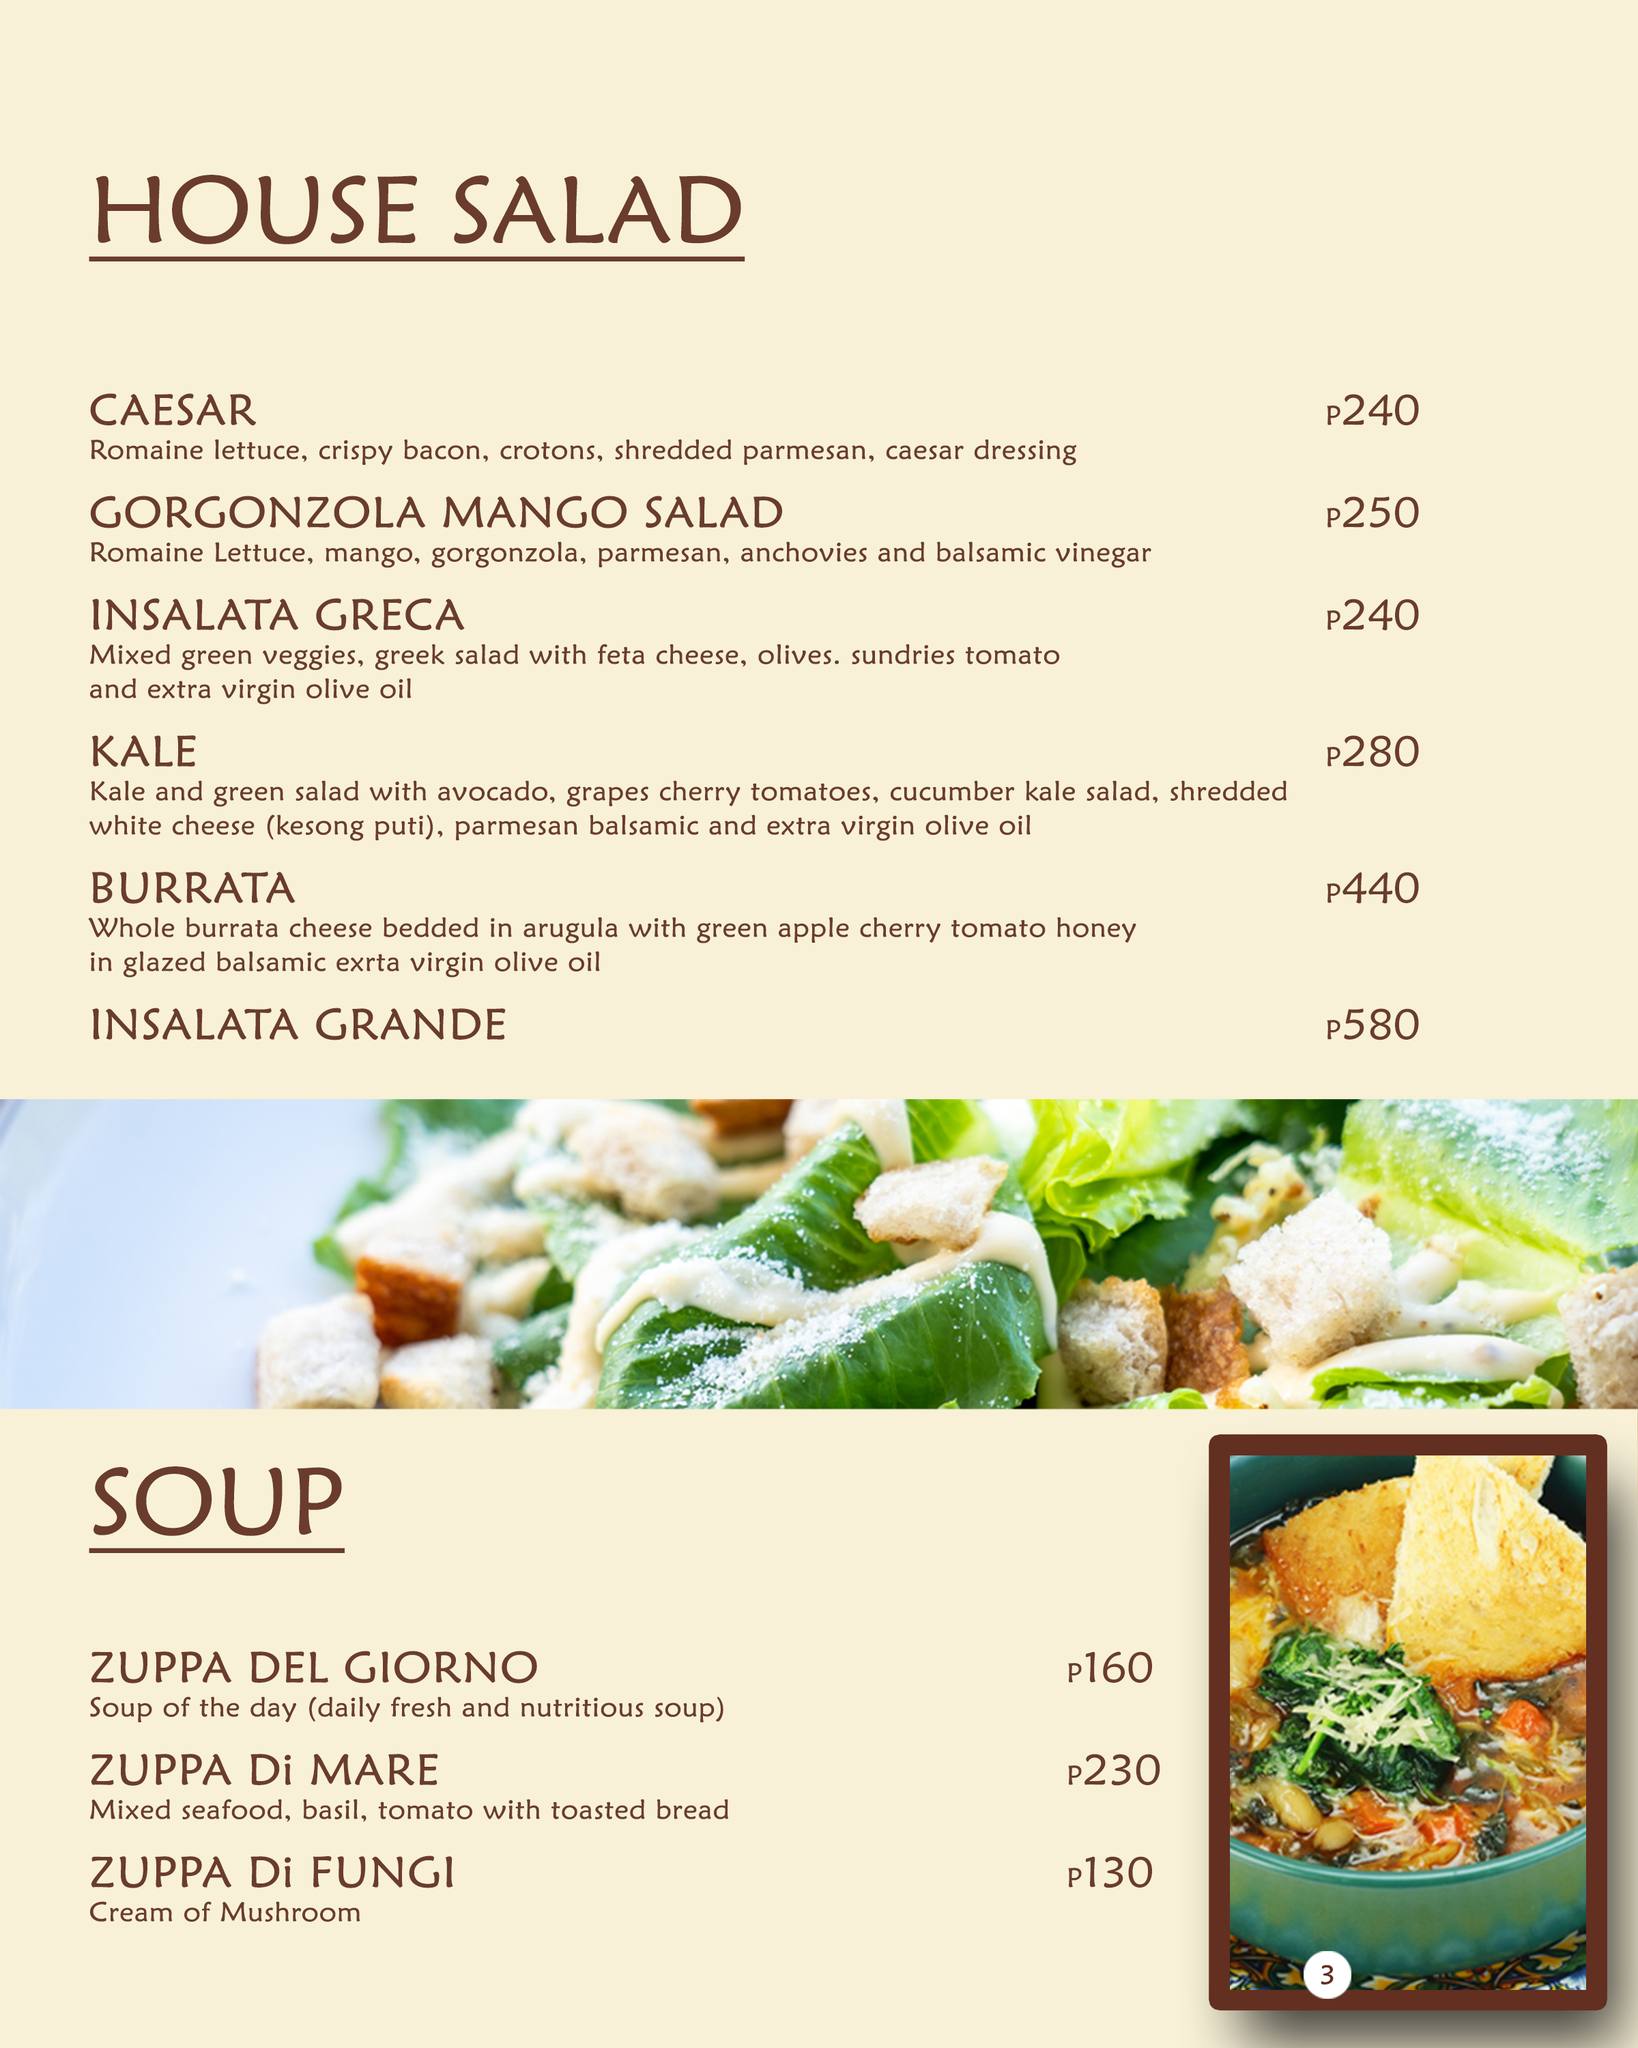 HOUSE SALAD
CAESAR P240
Romaine lettuce, crispy bacon, crotons, shredded parmesan, caesar dressing
GORGONZOLA MANGO SALAD P250
Romaine Lettuce, mango, gorgonzola, parmesan, anchovies and balsamic vinegar
INSALATA GRECA P240
Mixed green veggies, greek salad with feta cheese, olives. sundries tomato
and extra virgin olive oil
KALE P280
Kale and green salad with avocado, grapes cherry tomatoes, cucumber kale salad, shredded
white cheese (kesong puti), parmesan balsamic and extra virgin olive oil
BURRATA P440
Whole burrata cheese bedded in arugula with green apple cherry tomato honey
in glazed balsamic exrta virgin olive oil
INSALATA GRANDE P580
SOUP
ZUPPA DEL GIORNO P160
Soup of the day (daily fresh and nutritious soup)
ZUPPA Di MARE P230
Mixed seafood, basil, tomato with toasted bread
ZUPPA Di FUNGI P130
Cream of Mushroom
3